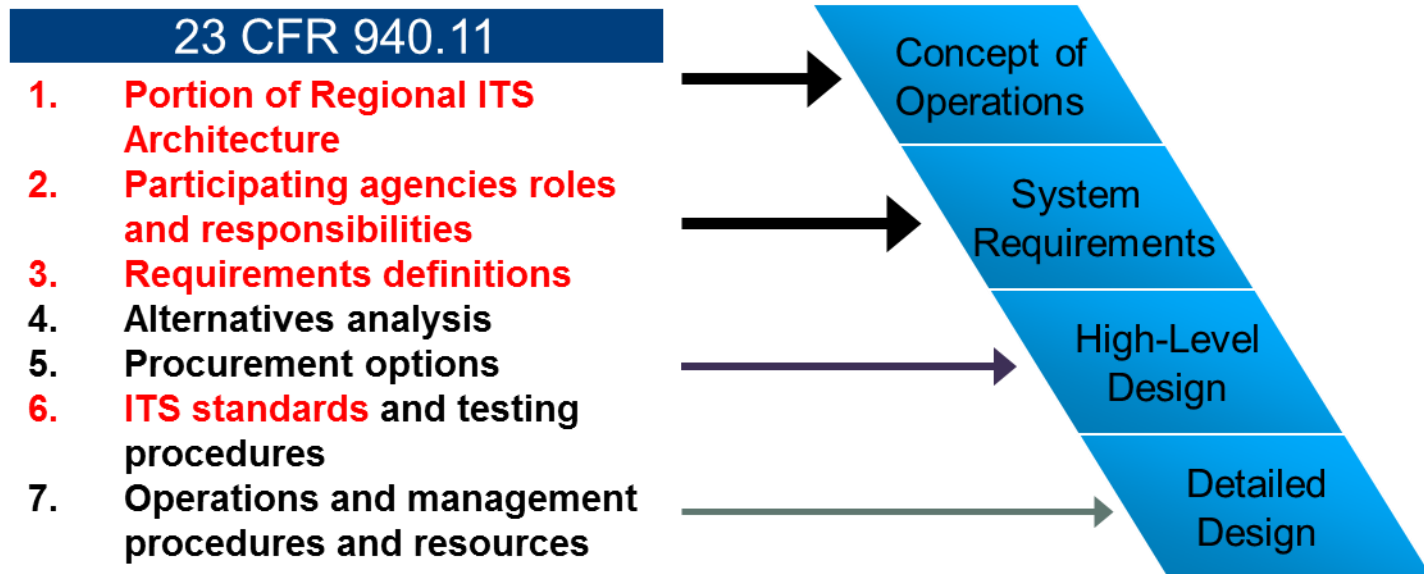 23 CFR 940.11
1. Portion of Regional ITS
Architecture
2. Participating agencies roles
and responsibilities
3. Requirements definitions
4. Alternatives analysis
5. Procurement options
6. ITS standards and testing
procedures
7. Operations and management
procedures and resources
Concept of
Operations
System
Requirements
High-Level
Design
Detailed
Design